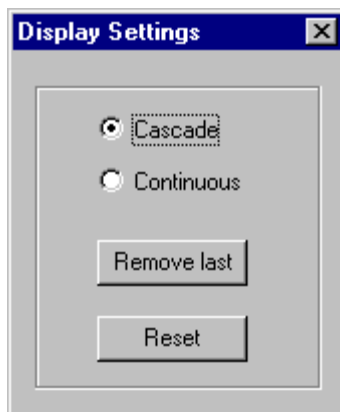 Display Settings
Cascade
Continuous
Remove last
Reset